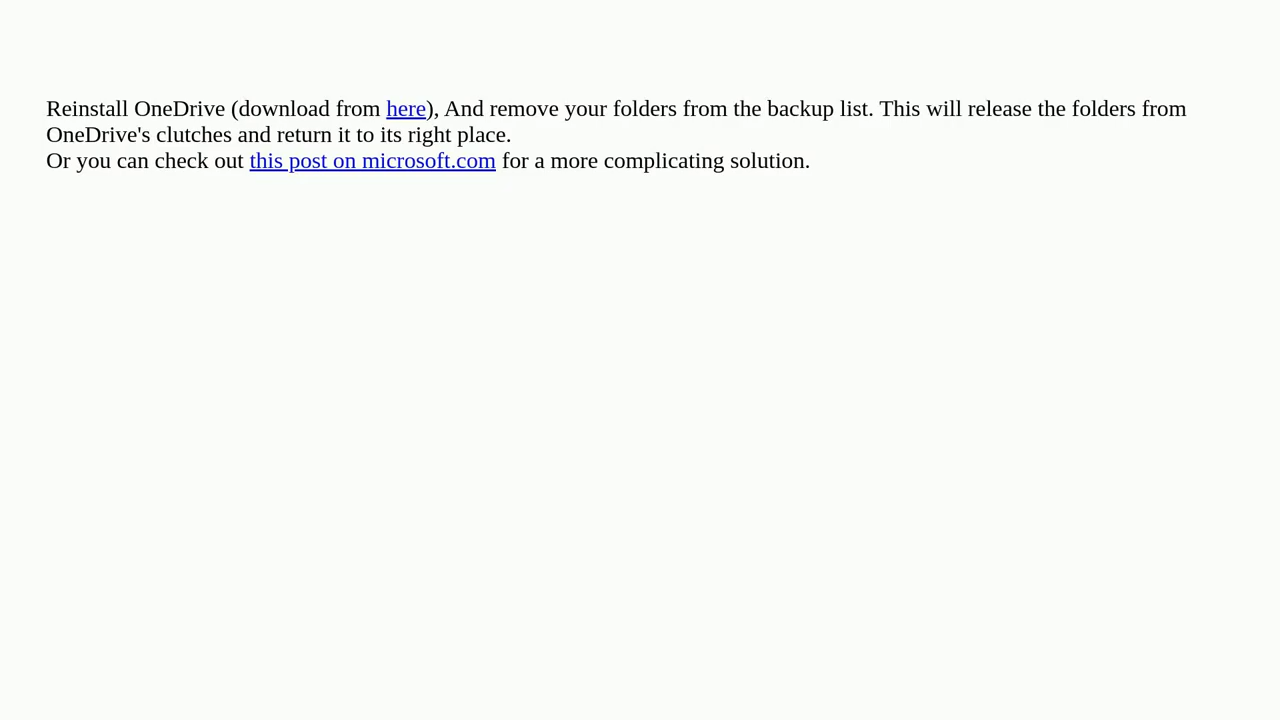 Reinstall OneDrive (download from here), And remove your folders from the backup list. This will release the folders from
OneDrive's clutches and return it to its right place.
Or you can check out this post on microsoft.com for a more complicating solution.